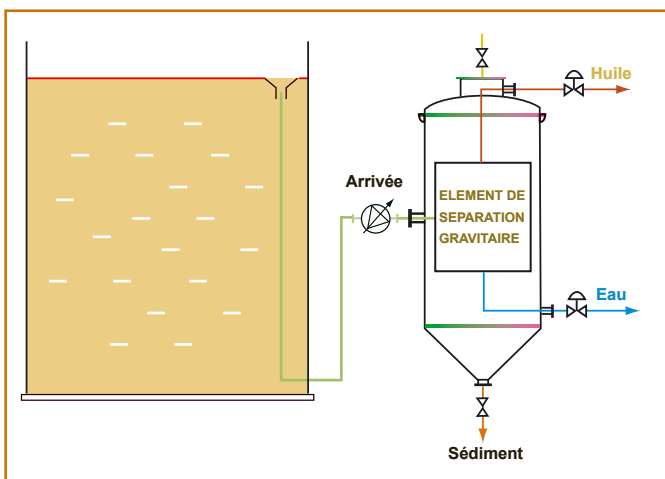 Huile
Arrivée
ELEMENT DE
SEPARATION
GRAVITAIRE
Eau
Sédiment